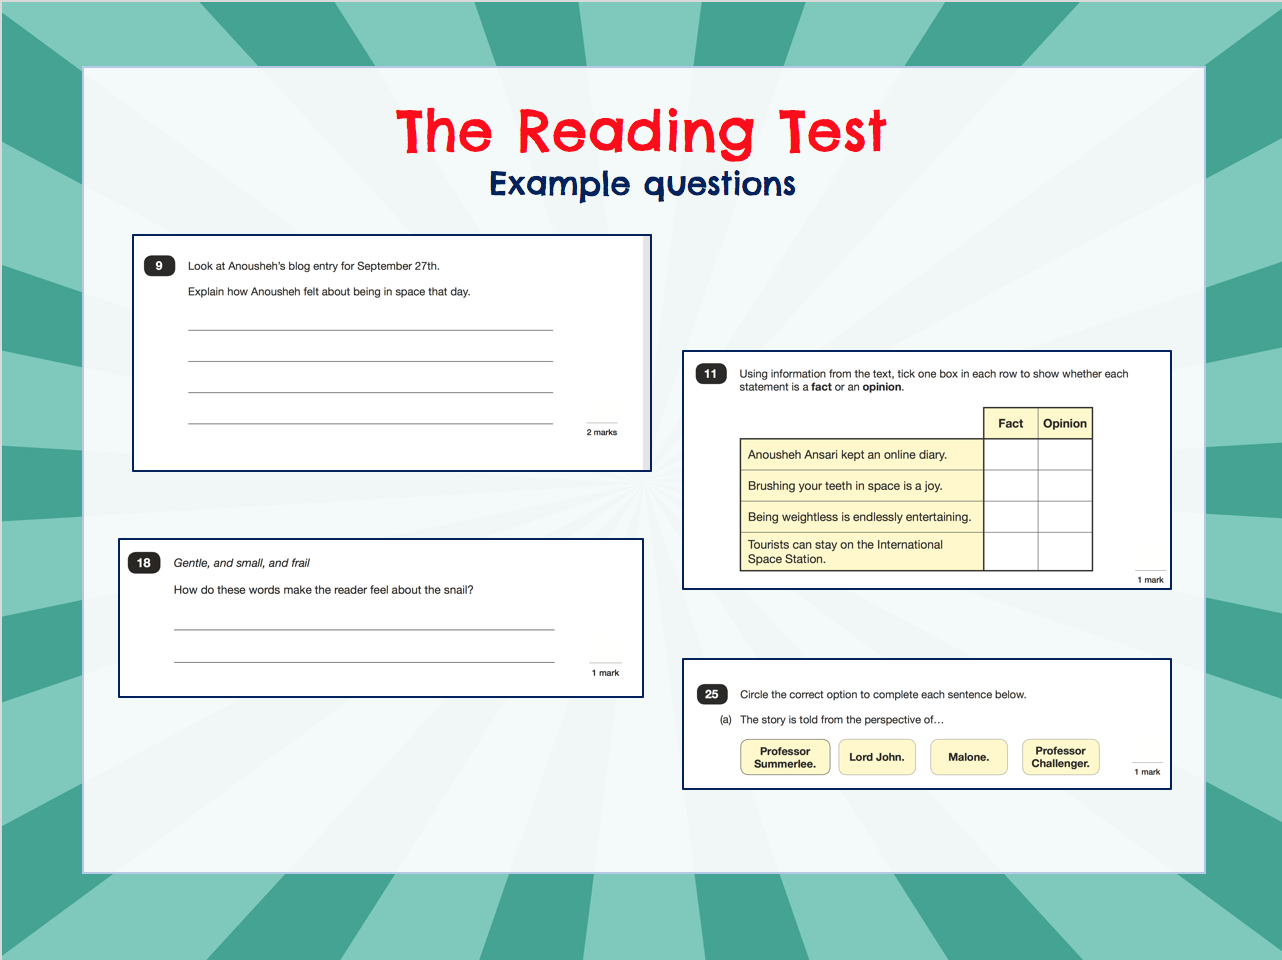 The Reading Test
Example questions
9
Look at Anousheh's blog entry for September 27th.
Explain how Anousheh felt about being in space that day.
2 marks
11
Using information from the text, tick one box in each row to show whether each
statement is a fact or an opinion.
Fact Opinion
Anousheh Ansari kept an online diary.
Brushing your teeth in space is a joy.
Being weightless is endlessly entertaining.
Tourists can stay on the International
Space Station.
1 mark
18
Gentle, and small, and frail
How do these words make the reader feel about the snail?
1 mark
25
Circle the correct option to complete each sentence below.
(a) The story is told from the perspective of…
Professor
Summerlee.
Lord John.
Malone.
Professor
Challenger.
1 mark